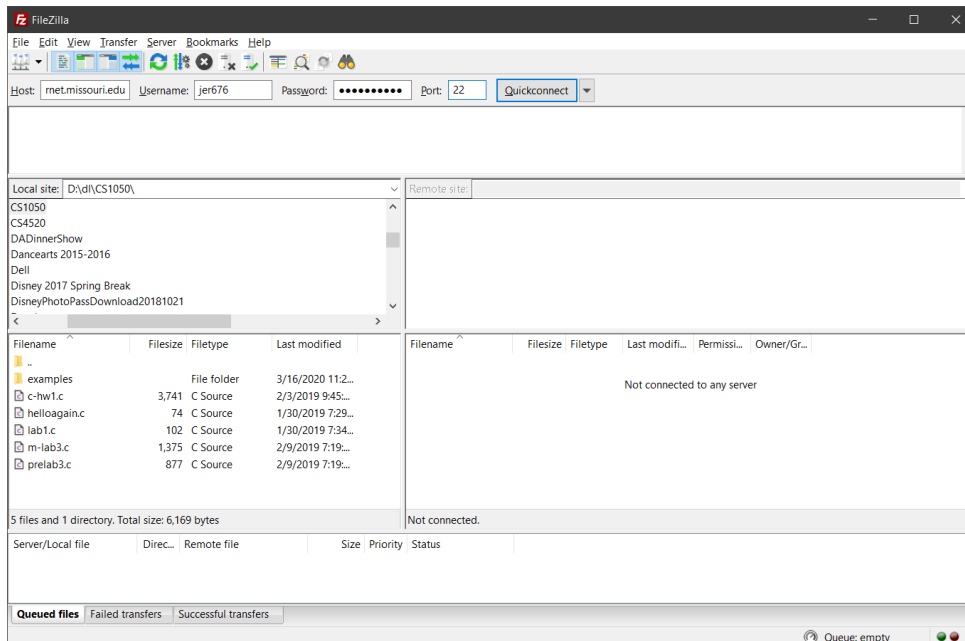 FileZilla
File Edit View Transfer Server Bookmarks Help
Host: rnet.missouri.edu Username: jer676 Password: ●●●●●●●●●● Port: 22 Quickconnect
Local site: D:\dl\CS1050\ Remote site:
CS1050
CS4520
DADinnerShow
Dancearts 2015-2016
Dell
Disney 2017 Spring Break
DisneyPhotoPassDownload20181021
Filename Filesize Filetype Last modified Filename Filesize Filetype Last modifi... Permissi... Owner/Gr...
..
examples File folder 3/16/2020 11:2...
Not connected to any server
c-hw1.c 3,741 C Source 2/3/2019 9:45:...
helloagain.c 74 C Source 1/30/2019 7:29...
lab1.c 102 C Source 1/30/2019 7:34...
m-lab3.c 1,375 C Source 2/9/2019 7:19:...
prelab3.c 877 C Source 2/9/2019 7:19:...
5 files and 1 directory. Total size: 6,169 bytes Not connected.
Server/Local file Direc... Remote file Size Priority Status
Queued files Failed transfers Successful transfers
Queue: empty